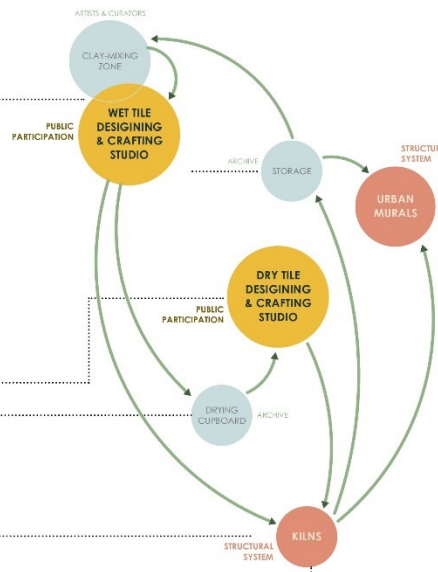 ARTISTS & CURATORS
CLAY-MIXING
ZONE
WET TILE
DESIGINING
& CRAFTING
STUDIO
PUBLIC
PARTICIPATION
ARCHIVE
STORAGE
URBAN
MURALS
DRY TILE
DESIGINING
& CRAFTING
STUDIO
PUBLIC
PARTICIPATION
DRYING
CUPBOARD
ARCHIVE
KILNS
STRUCTURAL
SYSTEM
SYSTEM